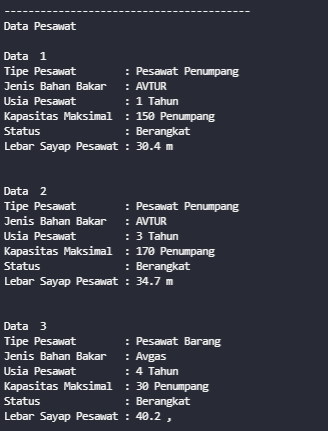 ------------------------------------------
Data Pesawat
Data  1
Tipe Pesawat        : Pesawat Penumpang
Jenis Bahan Bakar   : AVTUR
Usia Pesawat        : 1 Tahun
Kapasitas Maksimal  : 150 Penumpang
Status              : Berangkat
Lebar Sayap Pesawat : 30.4 m
Data  2
Tipe Pesawat        : Pesawat Penumpang
Jenis Bahan Bakar   : AVTUR
Usia Pesawat        : 3 Tahun
Kapasitas Maksimal  : 170 Penumpang
Status              : Berangkat
Lebar Sayap Pesawat : 34.7 m
Data  3
Tipe Pesawat        : Pesawat Barang
Jenis Bahan Bakar   : Avgas
Usia Pesawat        : 4 Tahun
Kapasitas Maksimal  : 30 Penumpang
Status              : Berangkat
Lebar Sayap Pesawat : 40.2 ,